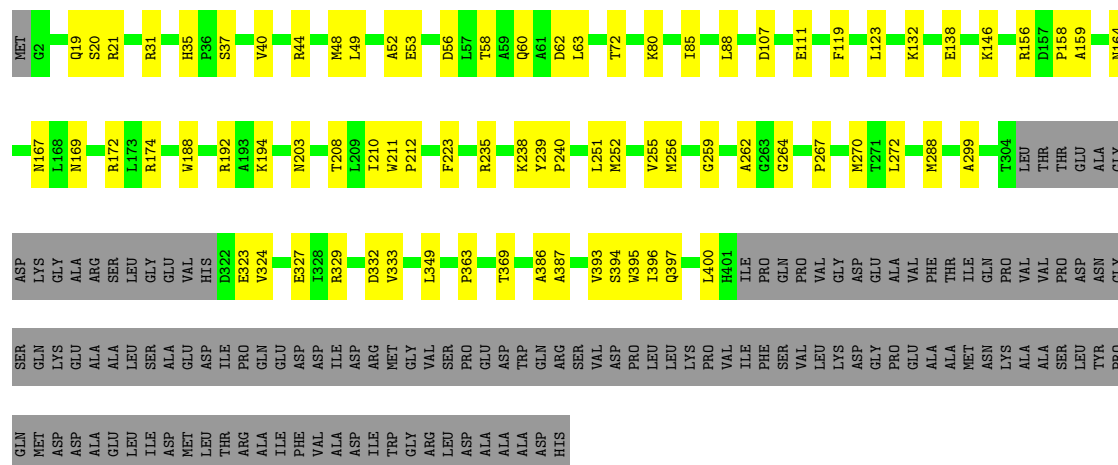 MET G2 Q19 S20 R21 R31 H35 P36 S37 V40 R44 M48 L49 A52 E53 D56 L57 T58 A59 Q60 A61 D62 L63 T72 K80 I85 L88 D107 E111 F119 L123 K132 E138 K146 R156 D157 P158 A159 N164
N167 L168 N169 R172 L173 R174 W188 R192 A193 K194 N203 T208 L209 I210 W211 P212 F223 R235 K238 Y239 P240 L251 M252 V255 M256 G259 A262 G263 G264 P267 M270 T271 L272 M288 A299 T304 LEU THR THR GLU ALA GLY
ASP LYS GLY ALA ARG SER LEU GLY GLU VAL HIS D322 E323 V324 E327 I328 R329 D332 V333 L349 P363 T369 A386 A387 V393 S394 W395 I396 Q397 L400 H401 ILE PRO GLN PRO VAL GLY ASP GLU ALA VAL PHE THR ILE GLN PRO VAL VAL PRO ASP ASN GLY
SER GLN LYS GLU ALA ALA LEU SER ALA GLU ASP ILE PRO GLN GLU ASP ASP ILE ASP ARG MET GLY VAL SER PRO GLU ASP TRP GLN ARG SER VAL ASP PRO LEU LEU LYS PRO VAL ILE PHE SER VAL LEU LYS ASP GLY PRO GLU ALA ALA MET ASN LYS ALA ALA SER LEU TYR PRO
GLN MET ASP ASP ALA GLU LEU ILE ASP MET LEU THR ARG ALA ILE PHE VAL ALA ASP ILE TRP GLY ARG LEU ASP ALA ALA ALA ASP HIS